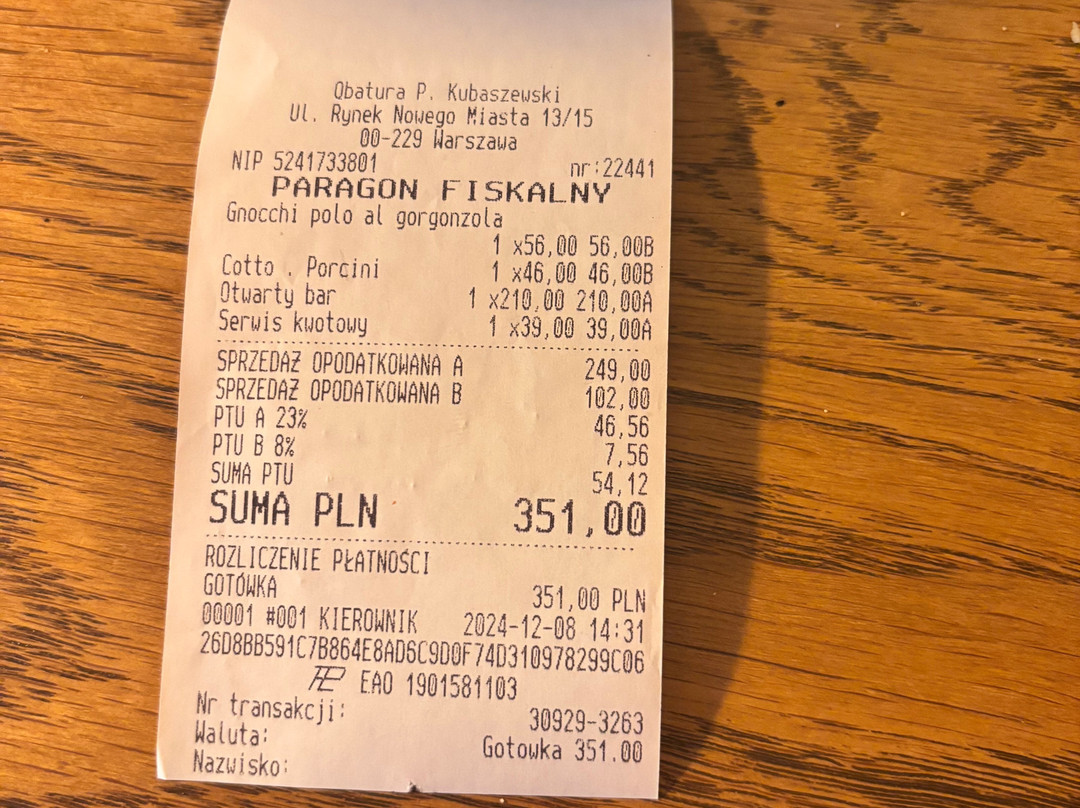 Obatura P. Kubaszewski
Ul. Rynek Nowego Miasta 13/15
00-229 Warszawa
NIP 5241733801 nr:22441
PARAGON FISKALNY
Gnocchi polo al gorgonzola
1 x56,00 56,00B
Cotto . Porcini 1 x46,00 46,00B
Otwarty bar 1 x210,00 210,00A
Serwis kwotowy 1 x39,00 39,00A
SPRZEDAŻ OPODATKOWANA A 249,00
SPRZEDAŻ OPODATKOWANA B 102,00
PTU A 23% 46,56
PTU B 8% 7,56
SUMA PTU 54,12
SUMA PLN 351,00
ROZLICZENIE PŁATNOŚCI
GOTÓWKA 351,00 PLN
00001 #001 KIEROWNIK 2024-12-08 14:31
26D8BB591C7B864E8AD6C9D0F74D310978299C06
EAO 1901581103
Nr transakcji: 30929-3263
Waluta: Gotowka 351.00
Nazwisko: